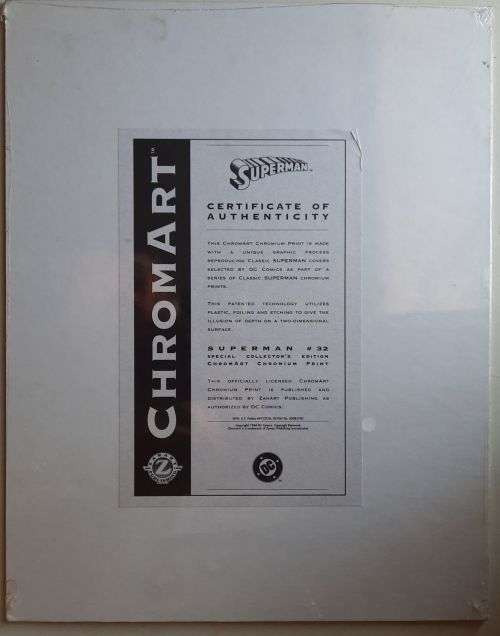 CHROMART™
SUPERMAN™
CERTIFICATE OF
AUTHENTICITY
THIS CHROMART CHROMIUM PRINT IS MADE
WITH A UNIQUE GRAPHIC PROCESS
REPRODUCING CLASSIC SUPERMAN COVERS
SELECTED BY DC COMICS AS PART OF A
SERIES OF CLASSIC SUPERMAN CHROMIUM
PRINTS.
THIS PATENTED TECHNOLOGY UTILIZES
PLASTIC, FOILING AND ETCHING TO GIVE THE
ILLUSION OF DEPTH ON A TWO-DIMENSIONAL
SURFACE.
SUPERMAN #32
SPECIAL COLLECTOR'S EDITION
CHROMART CHROMIUM PRINT
THIS OFFICIALLY LICENSED CHROMART
CHROMIUM PRINT IS PUBLISHED AND
DISTRIBUTED BY ZANART PUBLISHING AS
AUTHORIZED BY DC COMICS.
Z
DC